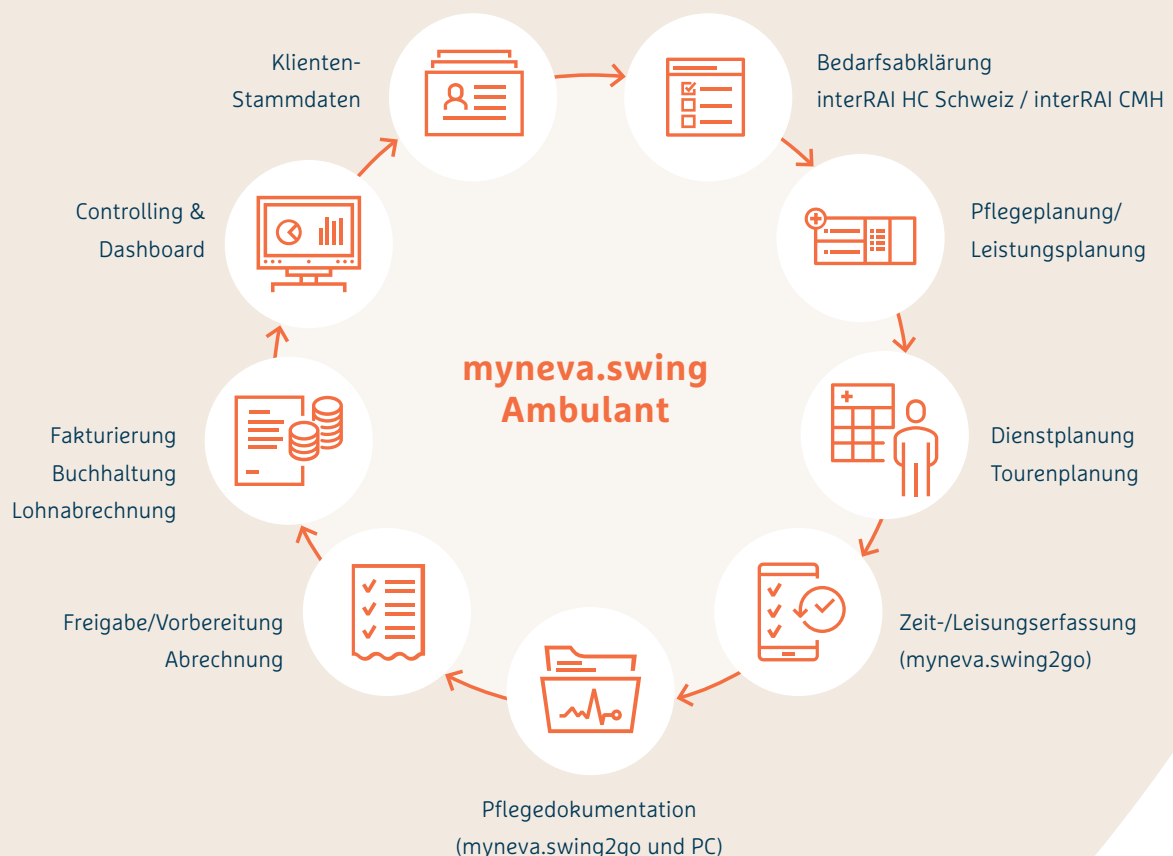 Klienten-
Stammdaten
Bedarfsabklärung
interRAI HC Schweiz / interRAI CMH
Pflegeplanung/
Leistungsplanung
Dienstplanung
Tourenplanung
Zeit-/Leisungserfassung
(myneva.swing2go)
Pflegedokumentation
(myneva.swing2go und PC)
Freigabe/Vorbereitung
Abrechnung
Fakturierung
Buchhaltung
Lohnabrechnung
Controlling &
Dashboard
myneva.swing
Ambulant